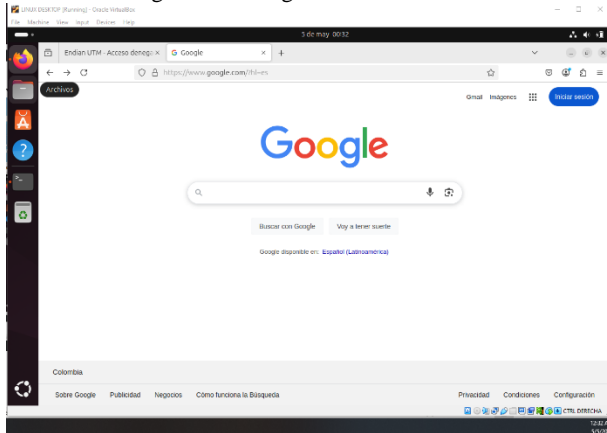 LINUX DESKTOP [Running] - Oracle VirtualBox
File Machine View Input Devices Help
3 de may 00:32
Endian UTM - Acceso denega ×
G Google ×
https://www.google.com/?hl=es
Archivos
Gmail Imágenes
Iniciar sesión
Google
Buscar con Google Voy a tener suerte
Google disponible en: Español (Latinoamérica)
Colombia
Sobre Google Publicidad Negocios Cómo funciona la Búsqueda
Privacidad Condiciones Configuración
CTRL DERECHA